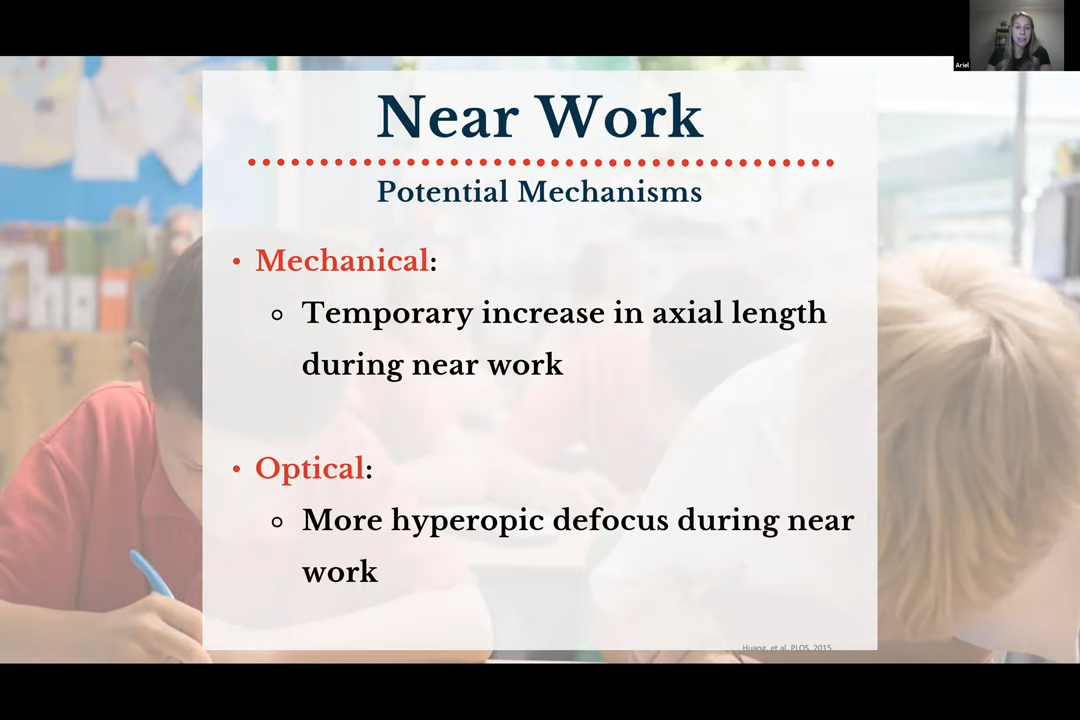 Ariel
Near Work
Potential Mechanisms
• Mechanical:
○ Temporary increase in axial length
during near work
• Optical:
○ More hyperopic defocus during near
work
Huang, et al, PLOS, 2015